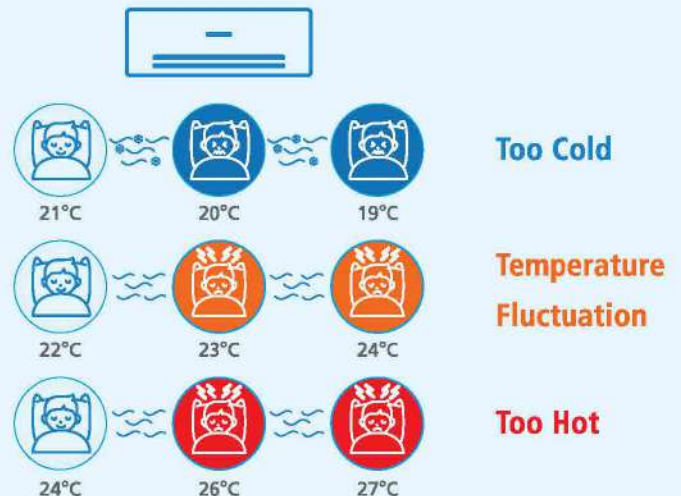 21°C
20°C
19°C
Too Cold
22°C
23°C
24°C
Temperature
Fluctuation
24°C
26°C
27°C
Too Hot